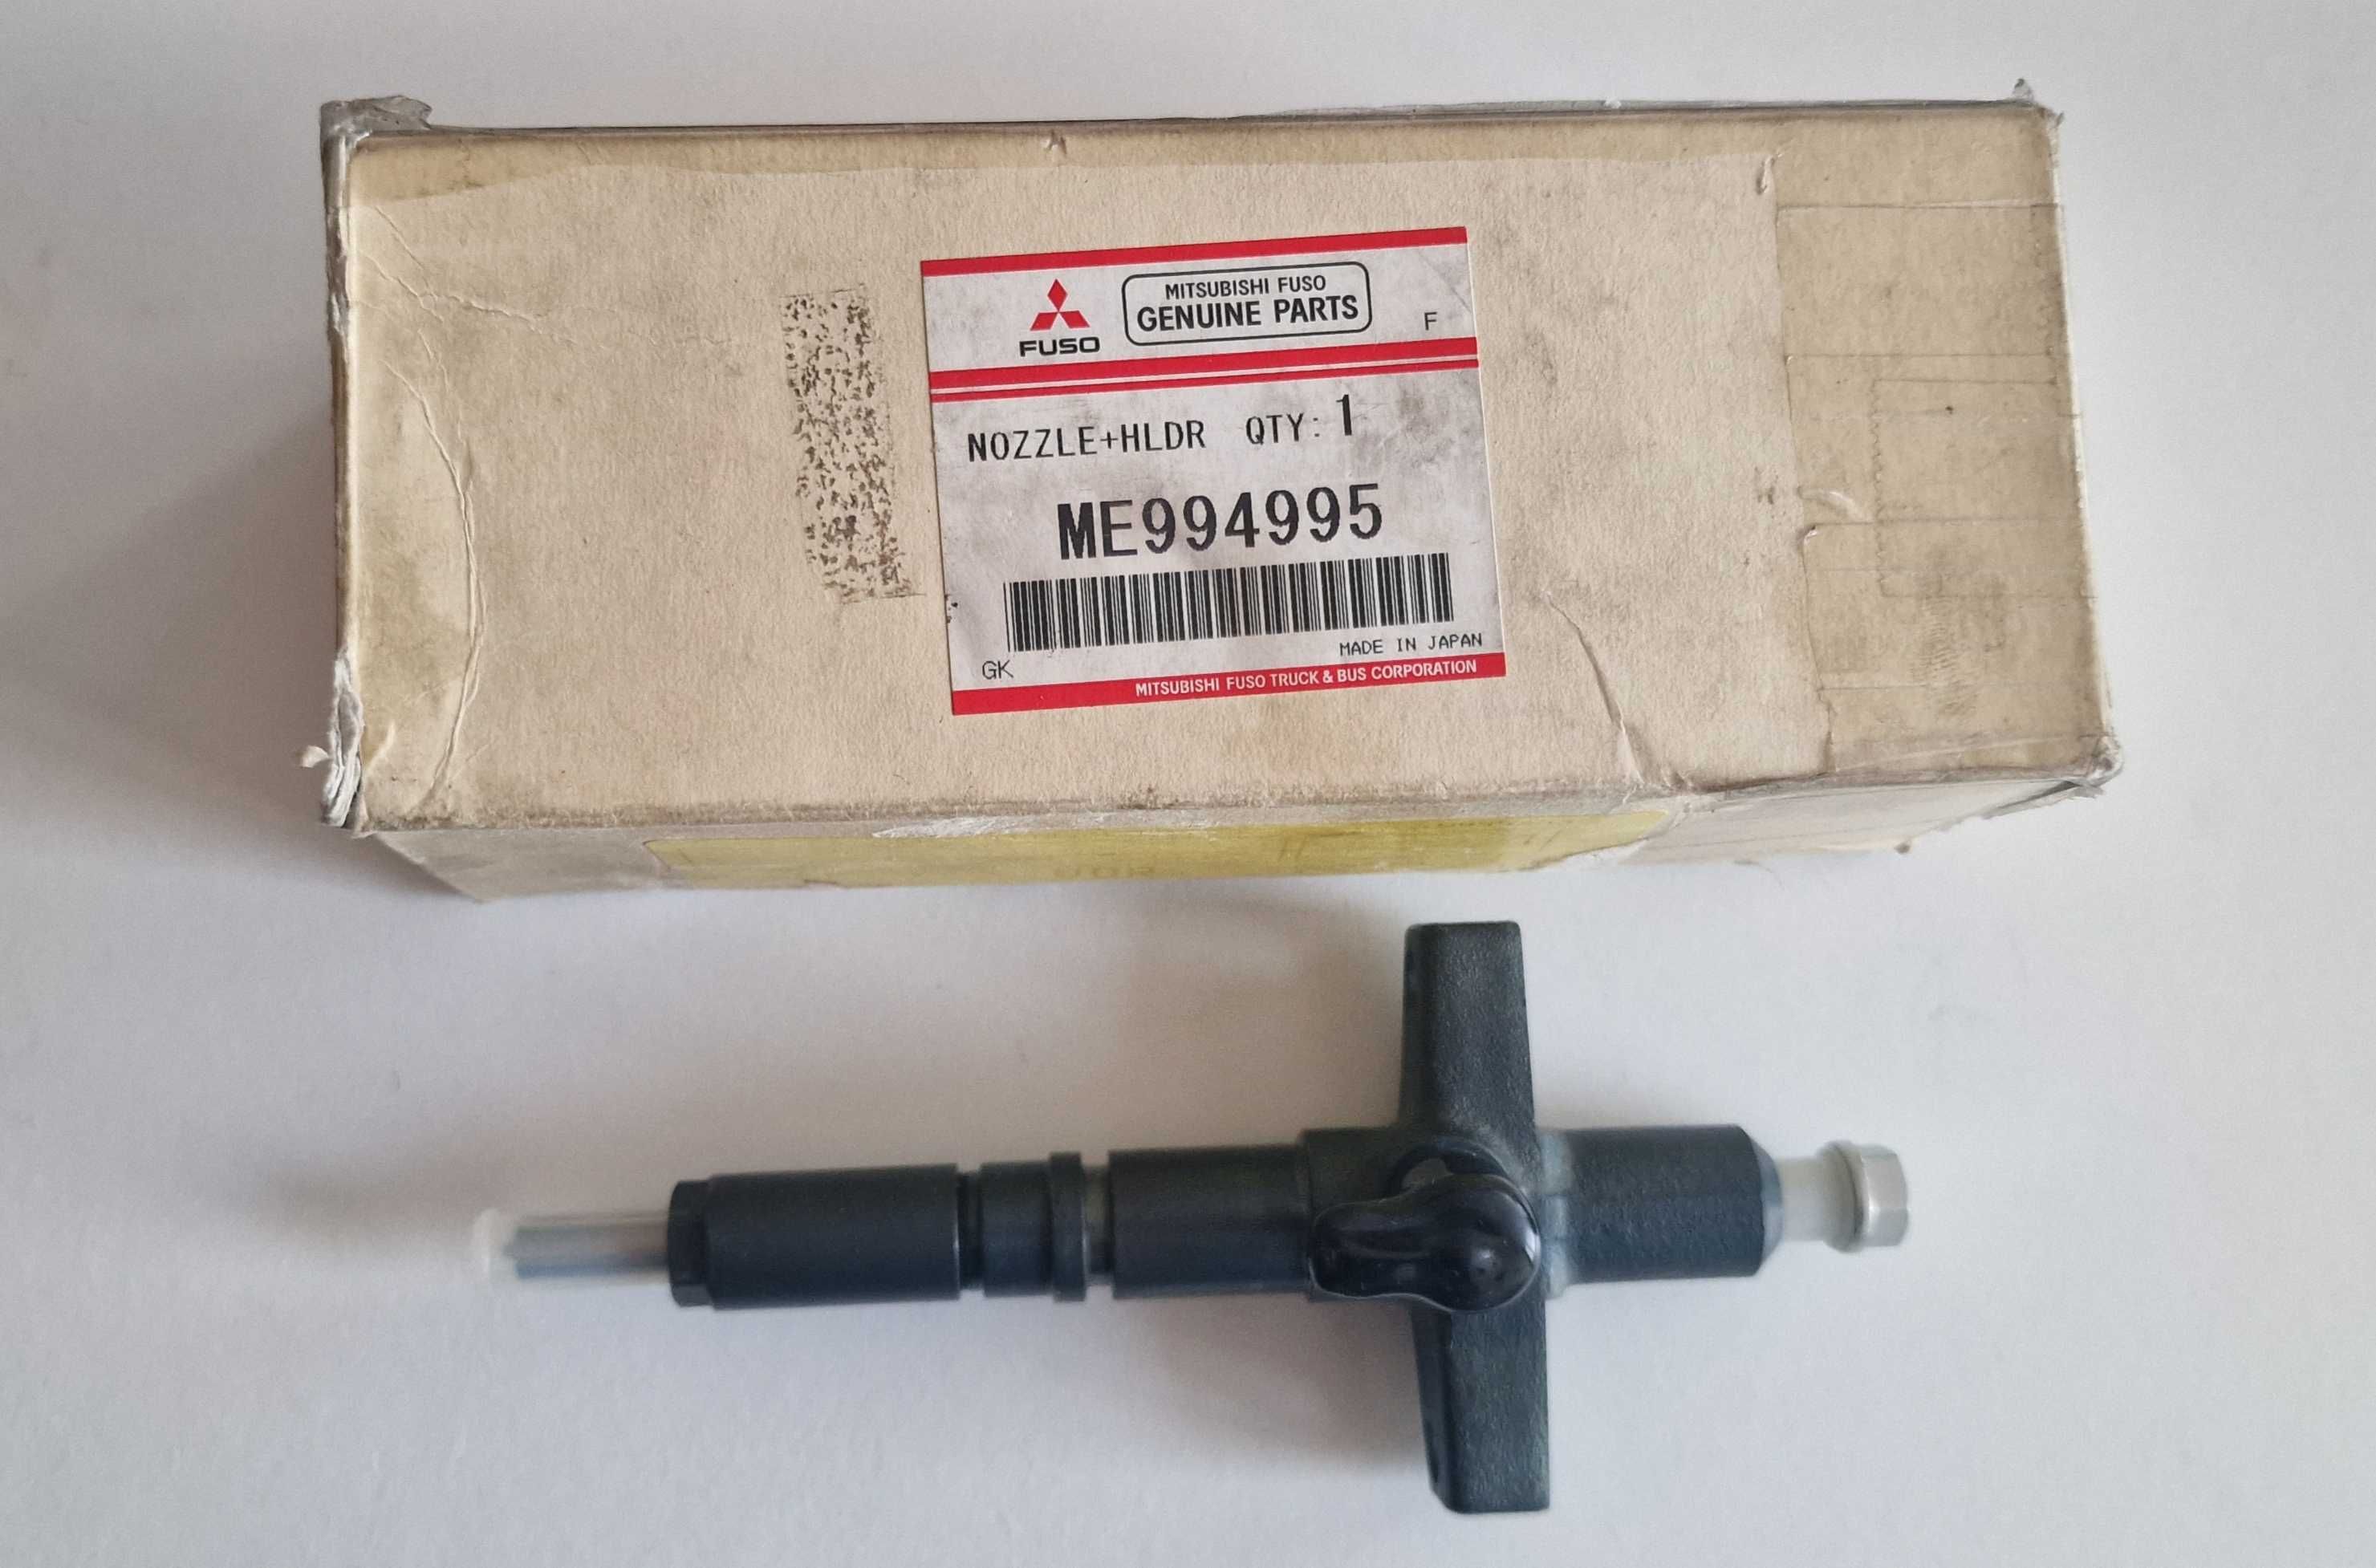 MITSUBISHI FUSO
GENUINE PARTS
FUSO
F
NOZZLE+HLDR QTY: 1
ME994995
MADE IN JAPAN
GK
MITSUBISHI FUSO TRUCK & BUS CORPORATION